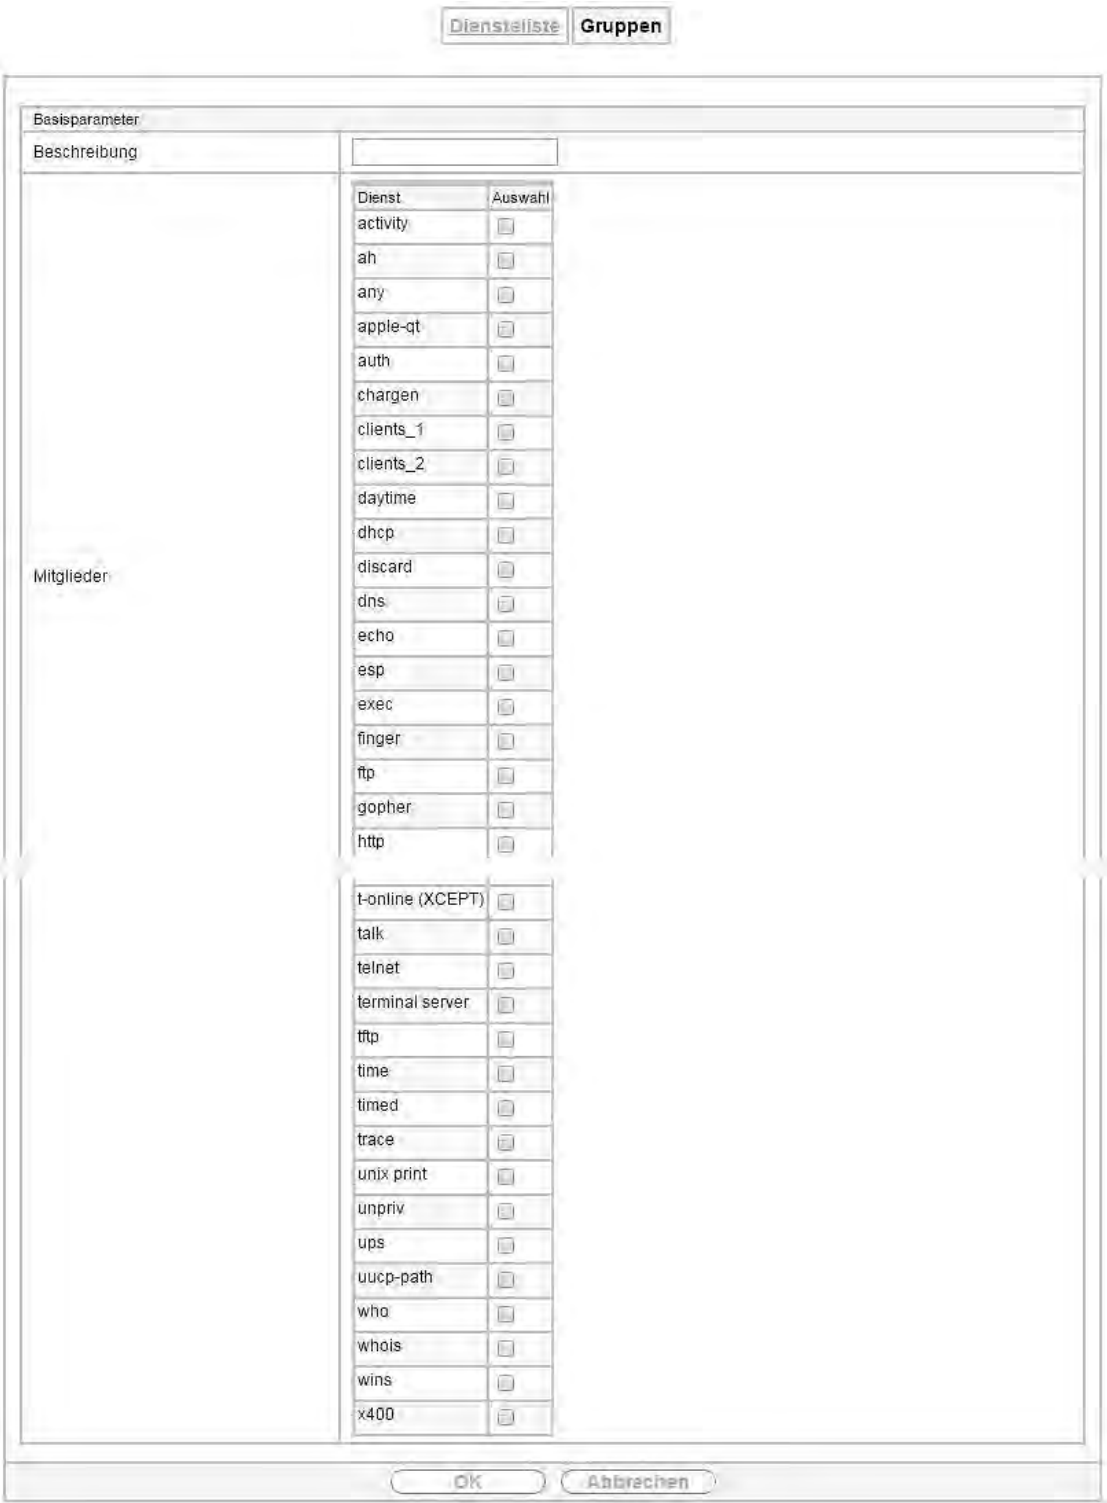 Diensteliste Gruppen
Basisparameter
Beschreibung
Dienst Auswahl
activity
ah
any
apple-qt
auth
chargen
clients_1
clients_2
daytime
dhcp
discard
Mitglieder
dns
echo
esp
exec
finger
ftp
gopher
http
t-online (XCEPT)
talk
telnet
terminal server
tftp
time
timed
trace
unix print
unpriv
ups
uucp-path
who
whois
wins
x400
OK Abbrechen